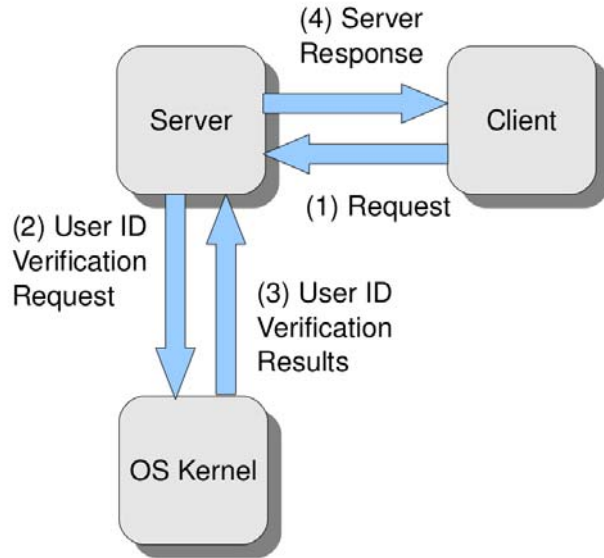 (4) Server
Response
Server
Client
(1) Request
(2) User ID
Verification
Request
(3) User ID
Verification
Results
OS Kernel